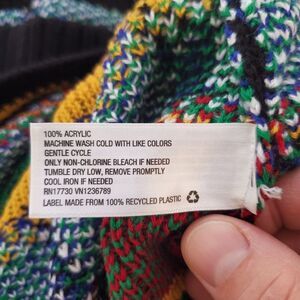 100% ACRYLIC
MACHINE WASH COLD WITH LIKE COLORS
GENTLE CYCLE
ONLY NON-CHLORINE BLEACH IF NEEDED
TUMBLE DRY LOW, REMOVE PROMPTLY
COOL IRON IF NEEDED
RN17730 VN1236789
LABEL MADE FROM 100% RECYCLED PLASTIC